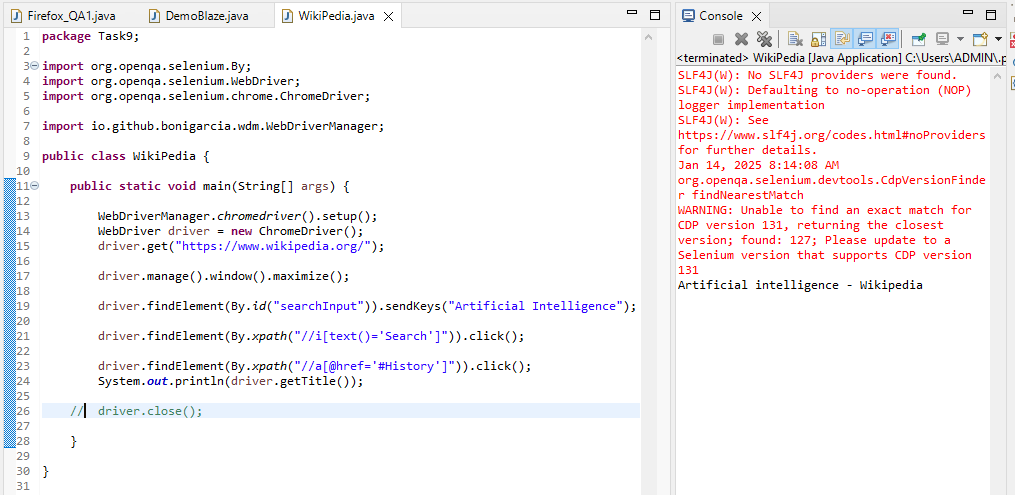 Firefox_QA1.java
DemoBlaze.java
WikiPedia.java
1 package Task9;
2
3 import org.openqa.selenium.By;
4 import org.openqa.selenium.WebDriver;
5 import org.openqa.selenium.chrome.ChromeDriver;
6
7 import io.github.bonigarcia.wdm.WebDriverManager;
8
9 public class WikiPedia {
10
11 public static void main(String[] args) {
12
13 WebDriverManager.chromedriver().setup();
14 WebDriver driver = new ChromeDriver();
15 driver.get("https://www.wikipedia.org/");
16
17 driver.manage().window().maximize();
18
19 driver.findElement(By.id("searchInput")).sendKeys("Artificial Intelligence");
20
21 driver.findElement(By.xpath("//i[text()='Search']")).click();
22
23 driver.findElement(By.xpath("//a[@href='#History']")).click();
24 System.out.println(driver.getTitle());
25
26 // driver.close();
27
28 }
29
30 }
31
Console
<terminated> WikiPedia [Java Application] C:\Users\ADMIN\.p
SLF4J(W): No SLF4J providers were found.
SLF4J(W): Defaulting to no-operation (NOP)
logger implementation
SLF4J(W): See
https://www.slf4j.org/codes.html#noProviders
for further details.
Jan 14, 2025 8:14:08 AM
org.openqa.selenium.devtools.CdpVersionFinde
r findNearestMatch
WARNING: Unable to find an exact match for
CDP version 131, returning the closest
version; found: 127; Please update to a
Selenium version that supports CDP version
131
Artificial intelligence - Wikipedia